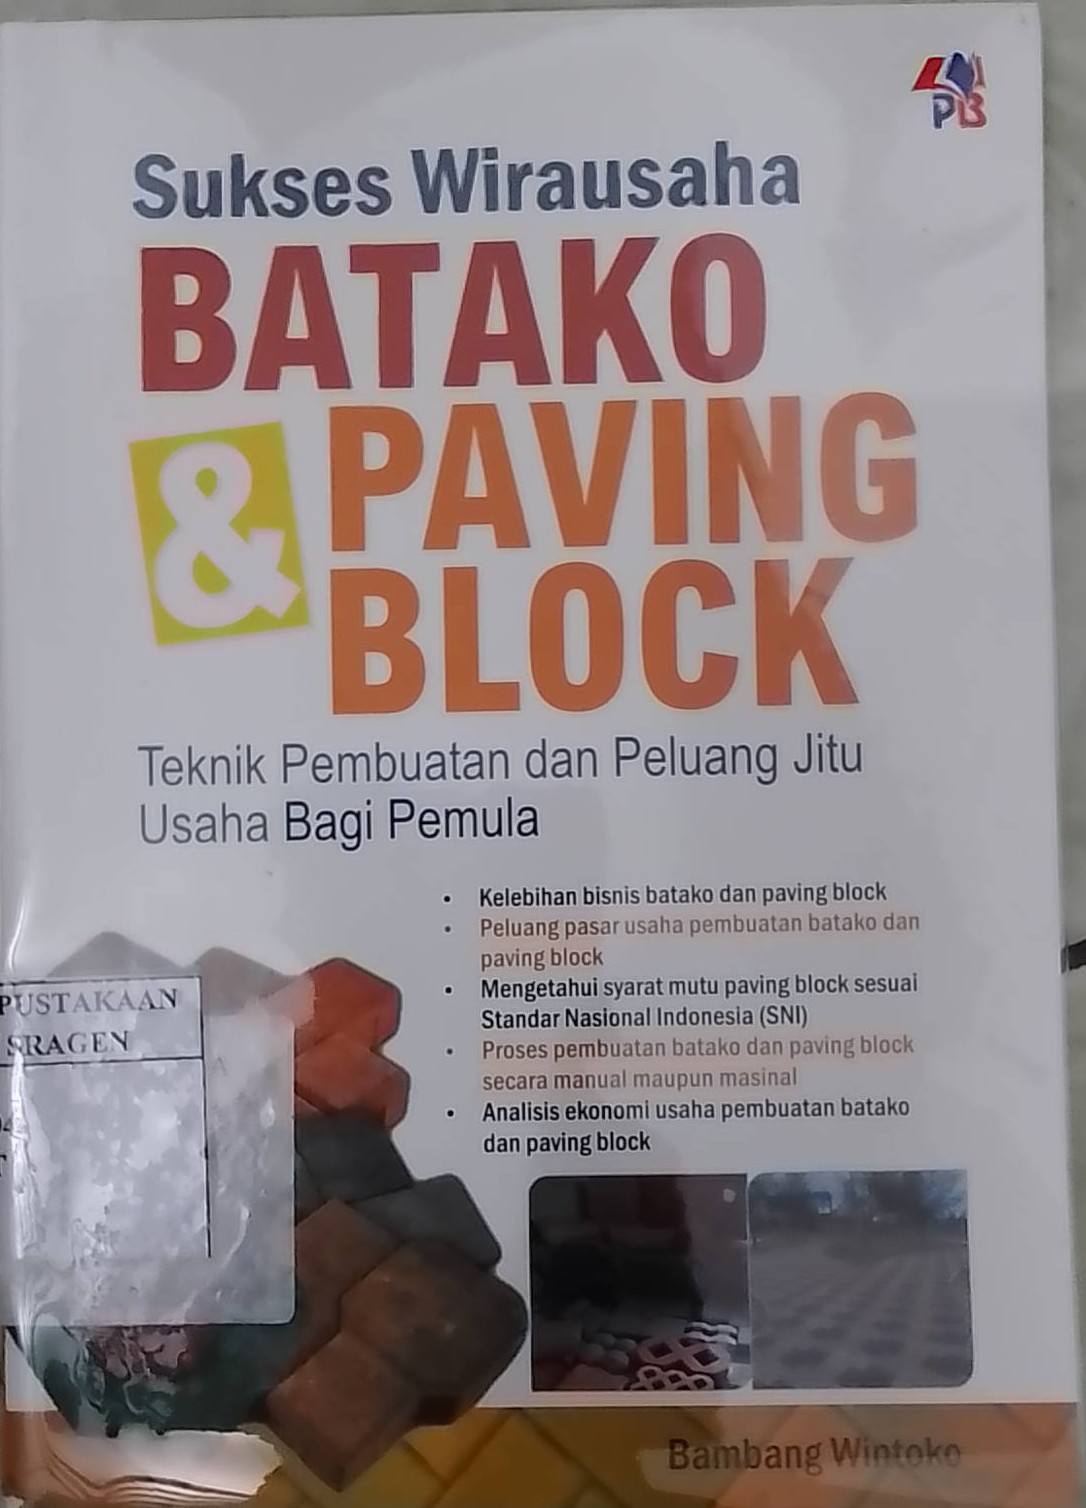 PB
Sukses Wirausaha
BATAKO
& PAVING
BLOCK
Teknik Pembuatan dan Peluang Jitu
Usaha Bagi Pemula
• Kelebihan bisnis batako dan paving block
• Peluang pasar usaha pembuatan batako dan
paving block
• Mengetahui syarat mutu paving block sesuai
Standar Nasional Indonesia (SNI)
• Proses pembuatan batako dan paving block
secara manual maupun masinal
• Analisis ekonomi usaha pembuatan batako
dan paving block
PUSTAKAAN
SRAGEN
Bambang Wintoko